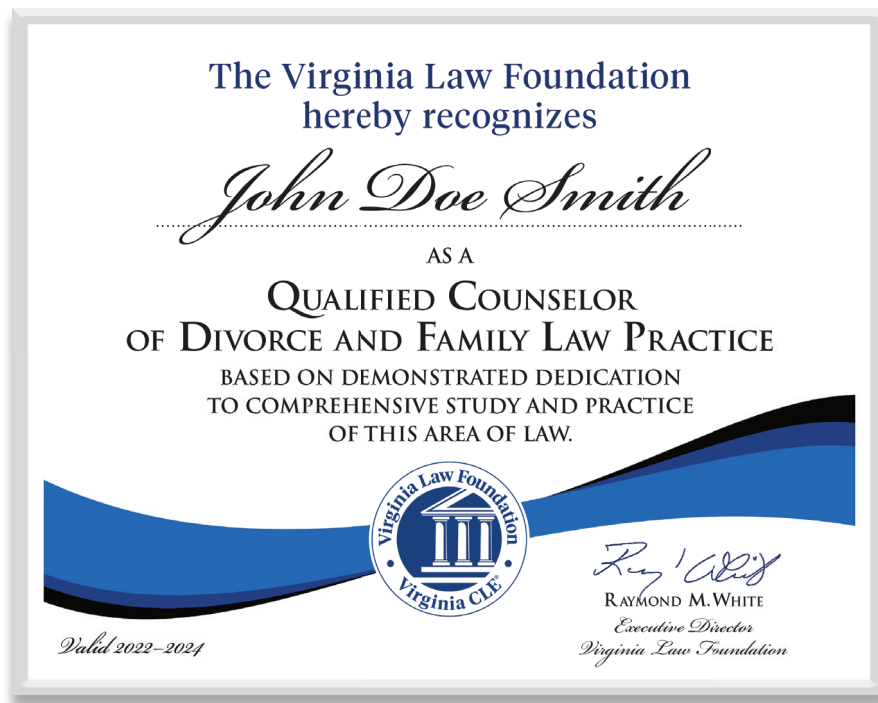 The Virginia Law Foundation
hereby recognizes
John Doe Smith
AS A
QUALIFIED COUNSELOR
OF DIVORCE AND FAMILY LAW PRACTICE
BASED ON DEMONSTRATED DEDICATION
TO COMPREHENSIVE STUDY AND PRACTICE
OF THIS AREA OF LAW.
Virginia Law Foundation
• Virginia CLE® •
RAYMOND M. WHITE
Executive Director
Virginia Law Foundation
Valid 2022–2024